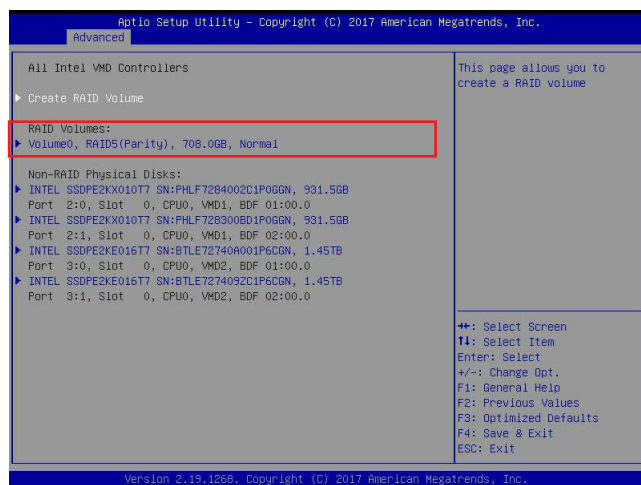 Aptio Setup Utility – Copyright (C) 2017 American Megatrends, Inc.
Advanced
All Intel VMD Controllers
Create RAID Volume
RAID Volumes:
Volume0, RAID5(Parity), 708.0GB, Normal
Non-RAID Physical Disks:
INTEL SSDPE2KX010T7 SN:PHLF7284002C1P0GGN, 931.5GB
Port 2:0, Slot 0, CPU0, VMD1, BDF 01:00.0
INTEL SSDPE2KX010T7 SN:PHLF728300BD1P0GGN, 931.5GB
Port 2:1, Slot 0, CPU0, VMD1, BDF 02:00.0
INTEL SSDPE2KE016T7 SN:BTLE72740A001P6CGN, 1.45TB
Port 3:0, Slot 0, CPU0, VMD2, BDF 01:00.0
INTEL SSDPE2KE016T7 SN:BTLE727409ZC1P6CGN, 1.45TB
Port 3:1, Slot 0, CPU0, VMD2, BDF 02:00.0
This page allows you to
create a RAID volume
→←: Select Screen
↑↓: Select Item
Enter: Select
+/-: Change Opt.
F1: General Help
F2: Previous Values
F3: Optimized Defaults
F4: Save & Exit
ESC: Exit
Version 2.19.1268. Copyright (C) 2017 American Megatrends, Inc.